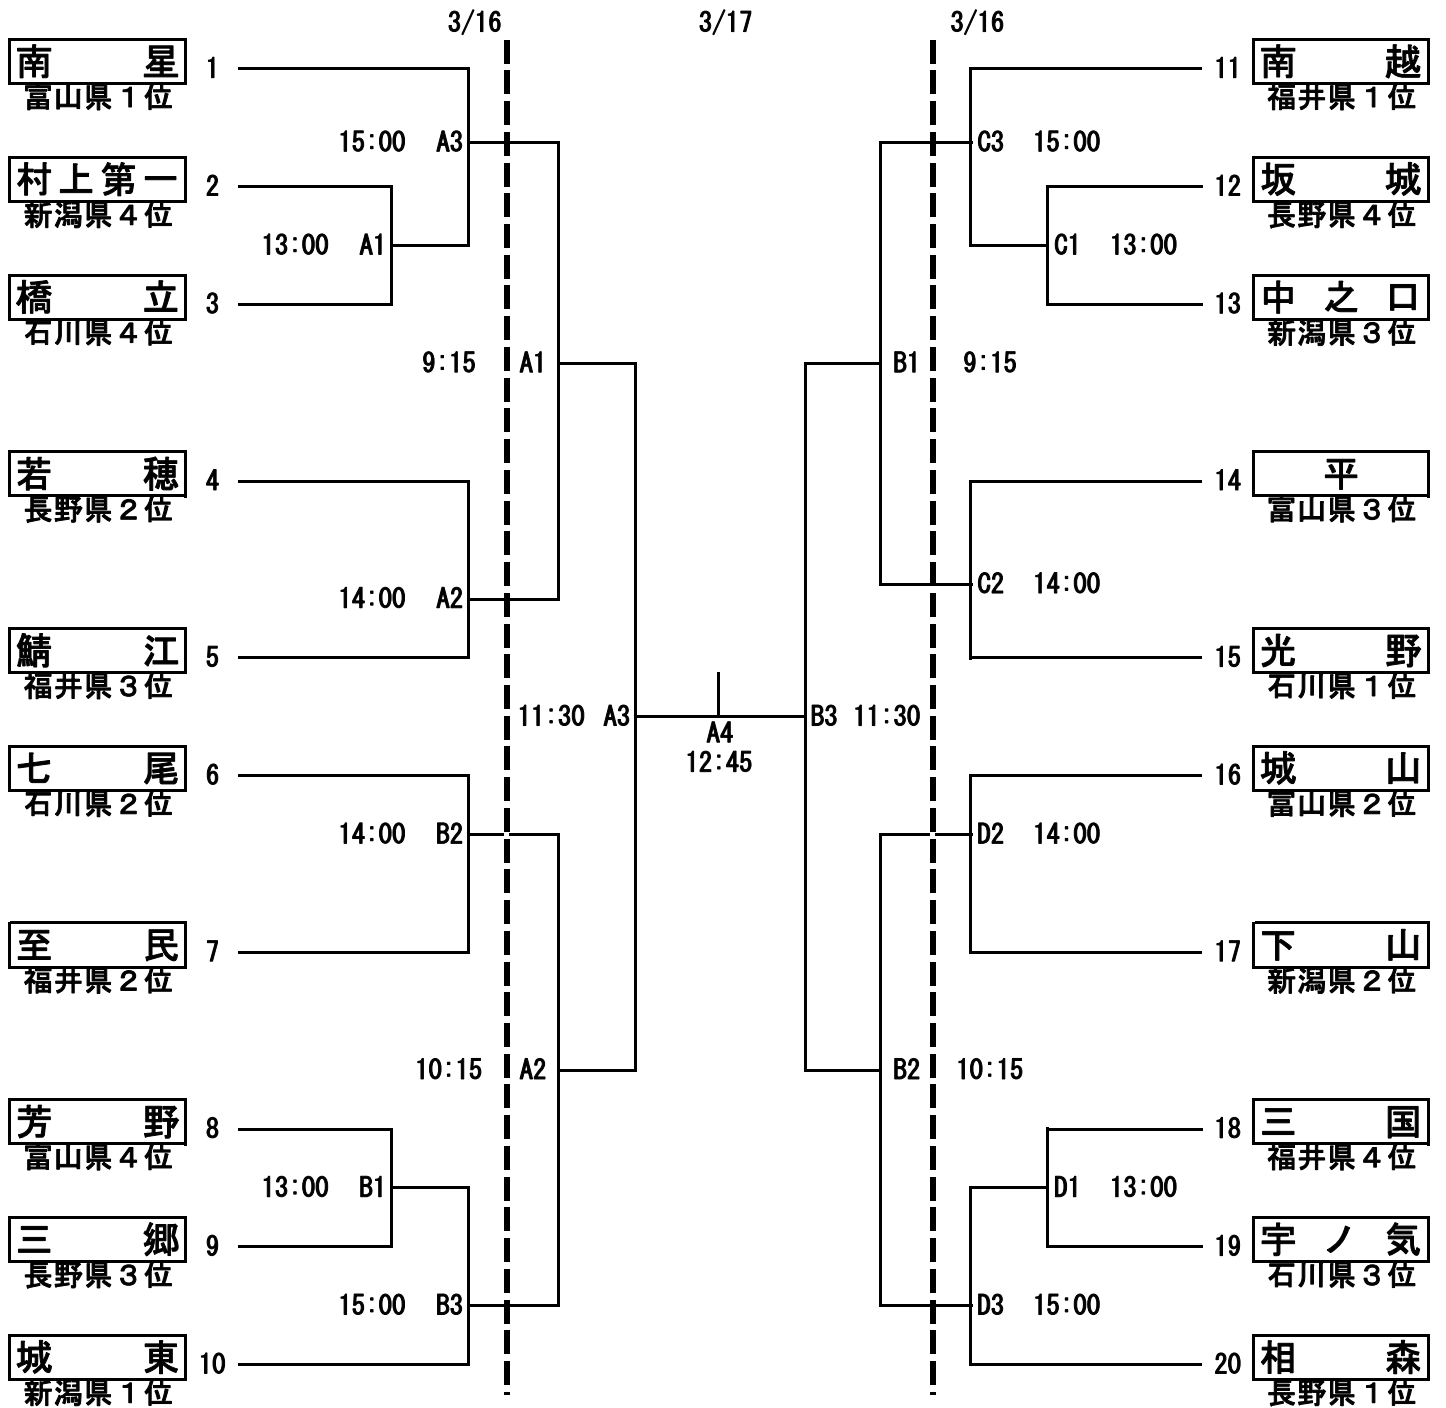 3/16 3/17 3/16
南星 1
富山県1位
15:00 A3
村上第一 2
新潟県4位
13:00 A1
橋立 3
石川県4位
9:15 A1
若穂 4
長野県2位
14:00 A2
鯖江 5
福井県3位
11:30 A3
七尾 6
石川県2位
14:00 B2
至民 7
福井県2位
10:15 A2
芳野 8
富山県4位
13:00 B1
三郷 9
長野県3位
15:00 B3
城東 10
新潟県1位
A4
12:45
11 南越
福井県1位
C3 15:00
12 坂城
長野県4位
C1 13:00
13 中之口
新潟県3位
B1 9:15
14 平
富山県3位
C2 14:00
15 光野
石川県1位
B3 11:30
16 城山
富山県2位
D2 14:00
17 下山
新潟県2位
B2 10:15
18 三国
福井県4位
D1 13:00
19 宇ノ気
石川県3位
D3 15:00
20 相森
長野県1位